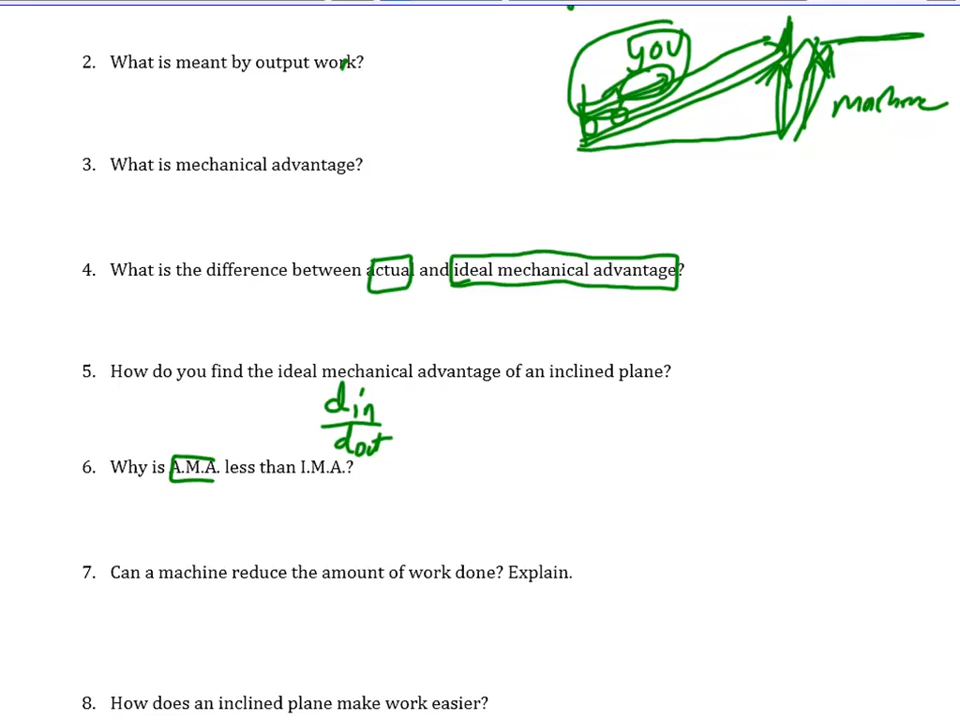 you
2. What is meant by output work?
machine
3. What is mechanical advantage?
4. What is the difference between actual and ideal mechanical advantage?
5. How do you find the ideal mechanical advantage of an inclined plane?
din
dout
6. Why is A.M.A. less than I.M.A.?
7. Can a machine reduce the amount of work done? Explain.
8. How does an inclined plane make work easier?